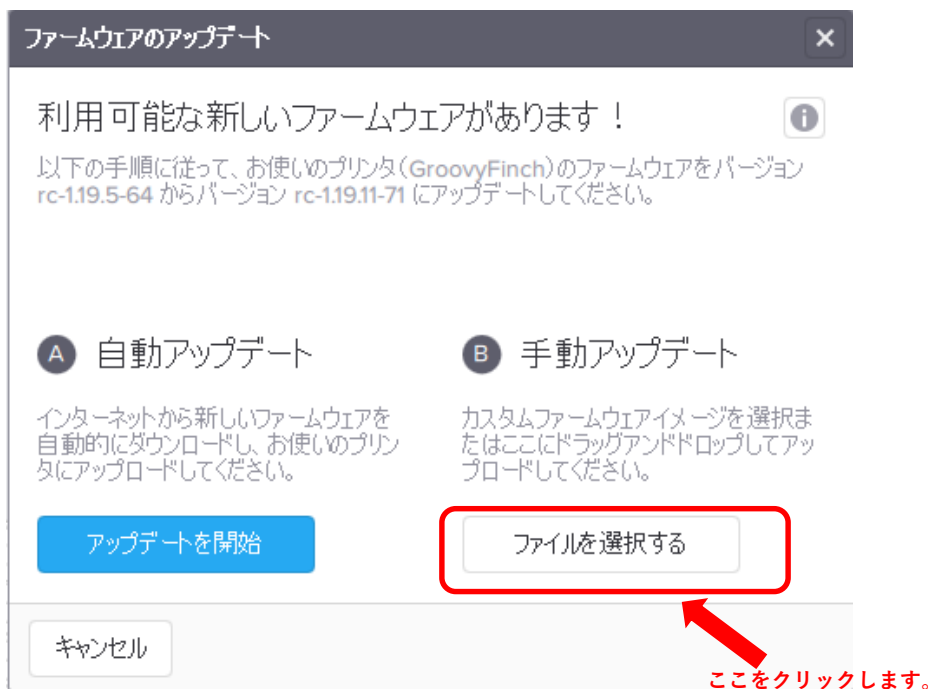 ファームウェアのアップデート
利用可能な新しいファームウェアがあります！
以下の手順に従って、お使いのプリンタ(GroovyFinch)のファームウェアをバージョン
rc-1.19.5-64 からバージョン rc-1.19.11-71 にアップデートしてください。
A 自動アップデート
インターネットから新しいファームウェアを
自動的にダウンロードし、お使いのプリン
タにアップロードしてください。
アップデートを開始
B 手動アップデート
カスタムファームウェアイメージを選択ま
たはここにドラッグアンドドロップしてアッ
プロードしてください。
ファイルを選択する
キャンセル
ここをクリックします。